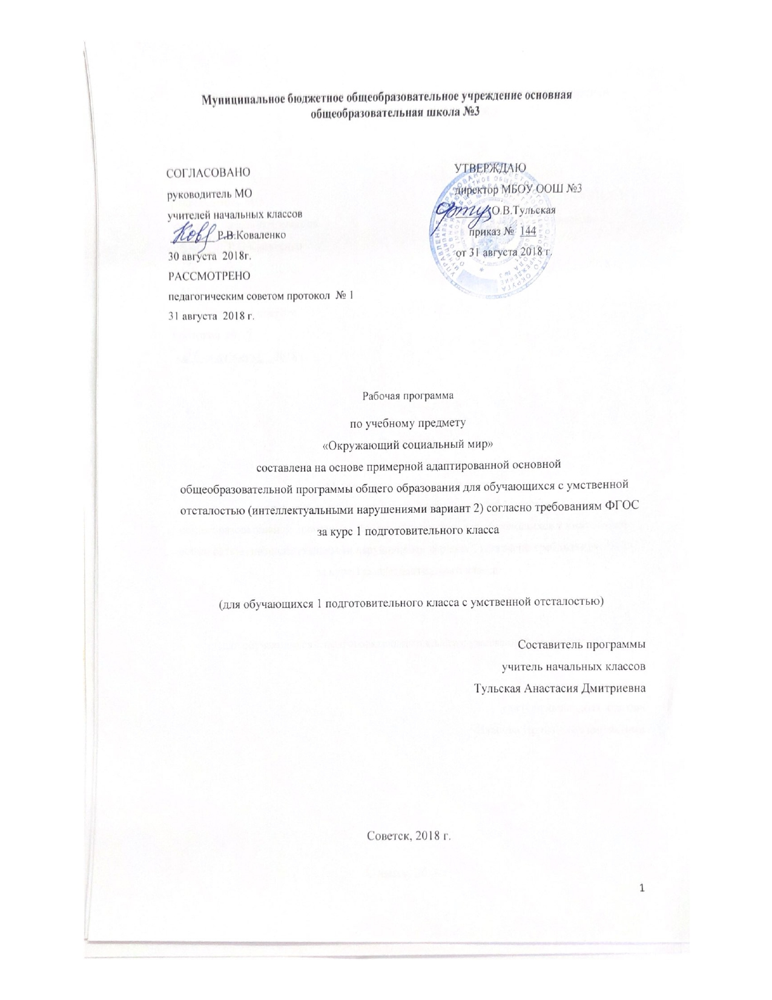 Муниципальное бюджетное общеобразовательное учреждение основная
общеобразовательная школа №3
СОГЛАСОВАНО
руководитель МО
учителей начальных классов
Р.В.Коваленко
30 августа 2018г.
РАССМОТРЕНО
педагогическим советом протокол № 1
31 августа 2018 г.
УТВЕРЖДАЮ
директор МБОУ ООШ №3
О.В.Тульская
приказ № 144
от 31 августа 2018 г.
Рабочая программа
по учебному предмету
«Окружающий социальный мир»
составлена на основе примерной адаптированной основной
общеобразовательной программы общего образования для обучающихся с умственной
отсталостью (интеллектуальными нарушениями вариант 2) согласно требованиям ФГОС
за курс 1 подготовительного класса
(для обучающихся 1 подготовительного класса с умственной отсталостью)
Составитель программы
учитель начальных классов
Тульская Анастасия Дмитриевна
Советск, 2018 г.
1